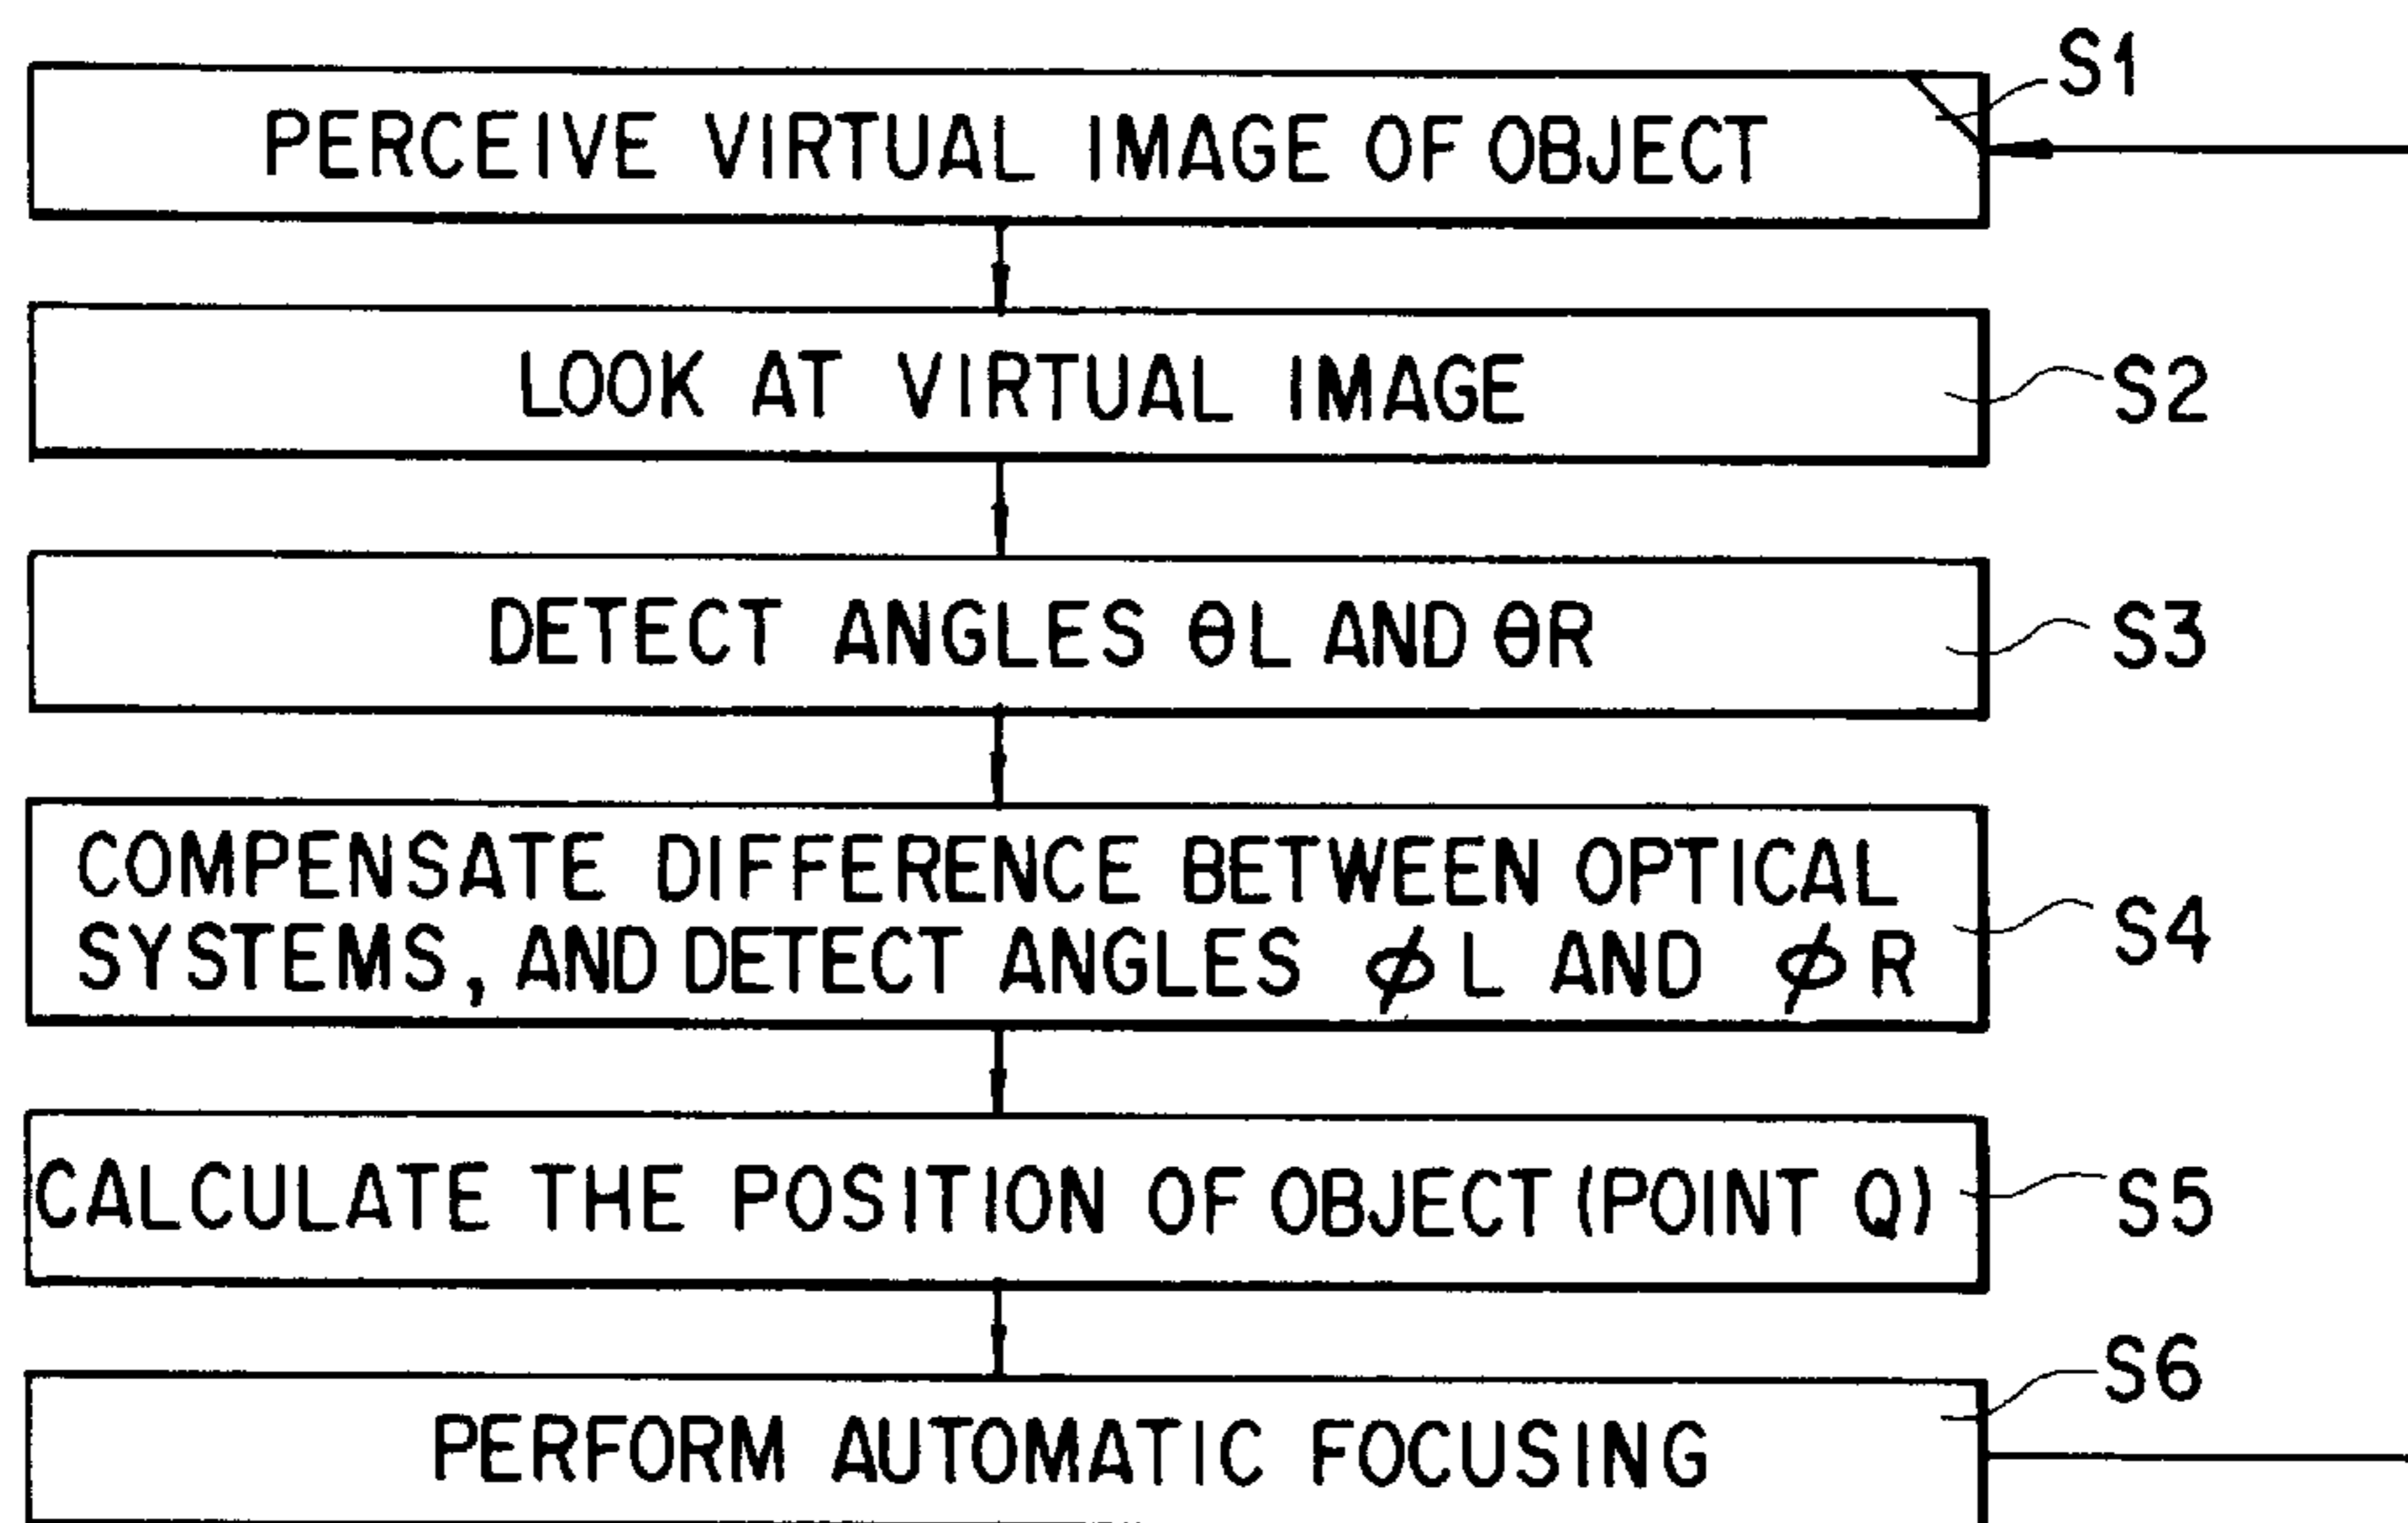 S1
PERCEIVE VIRTUAL IMAGE OF OBJECT
LOOK AT VIRTUAL IMAGE
S2
DETECT ANGLES θL AND θR
S3
COMPENSATE DIFFERENCE BETWEEN OPTICAL
SYSTEMS, AND DETECT ANGLES ϕL AND ϕR
S4
CALCULATE THE POSITION OF OBJECT (POINT Q)
S5
S6
PERFORM AUTOMATIC FOCUSING